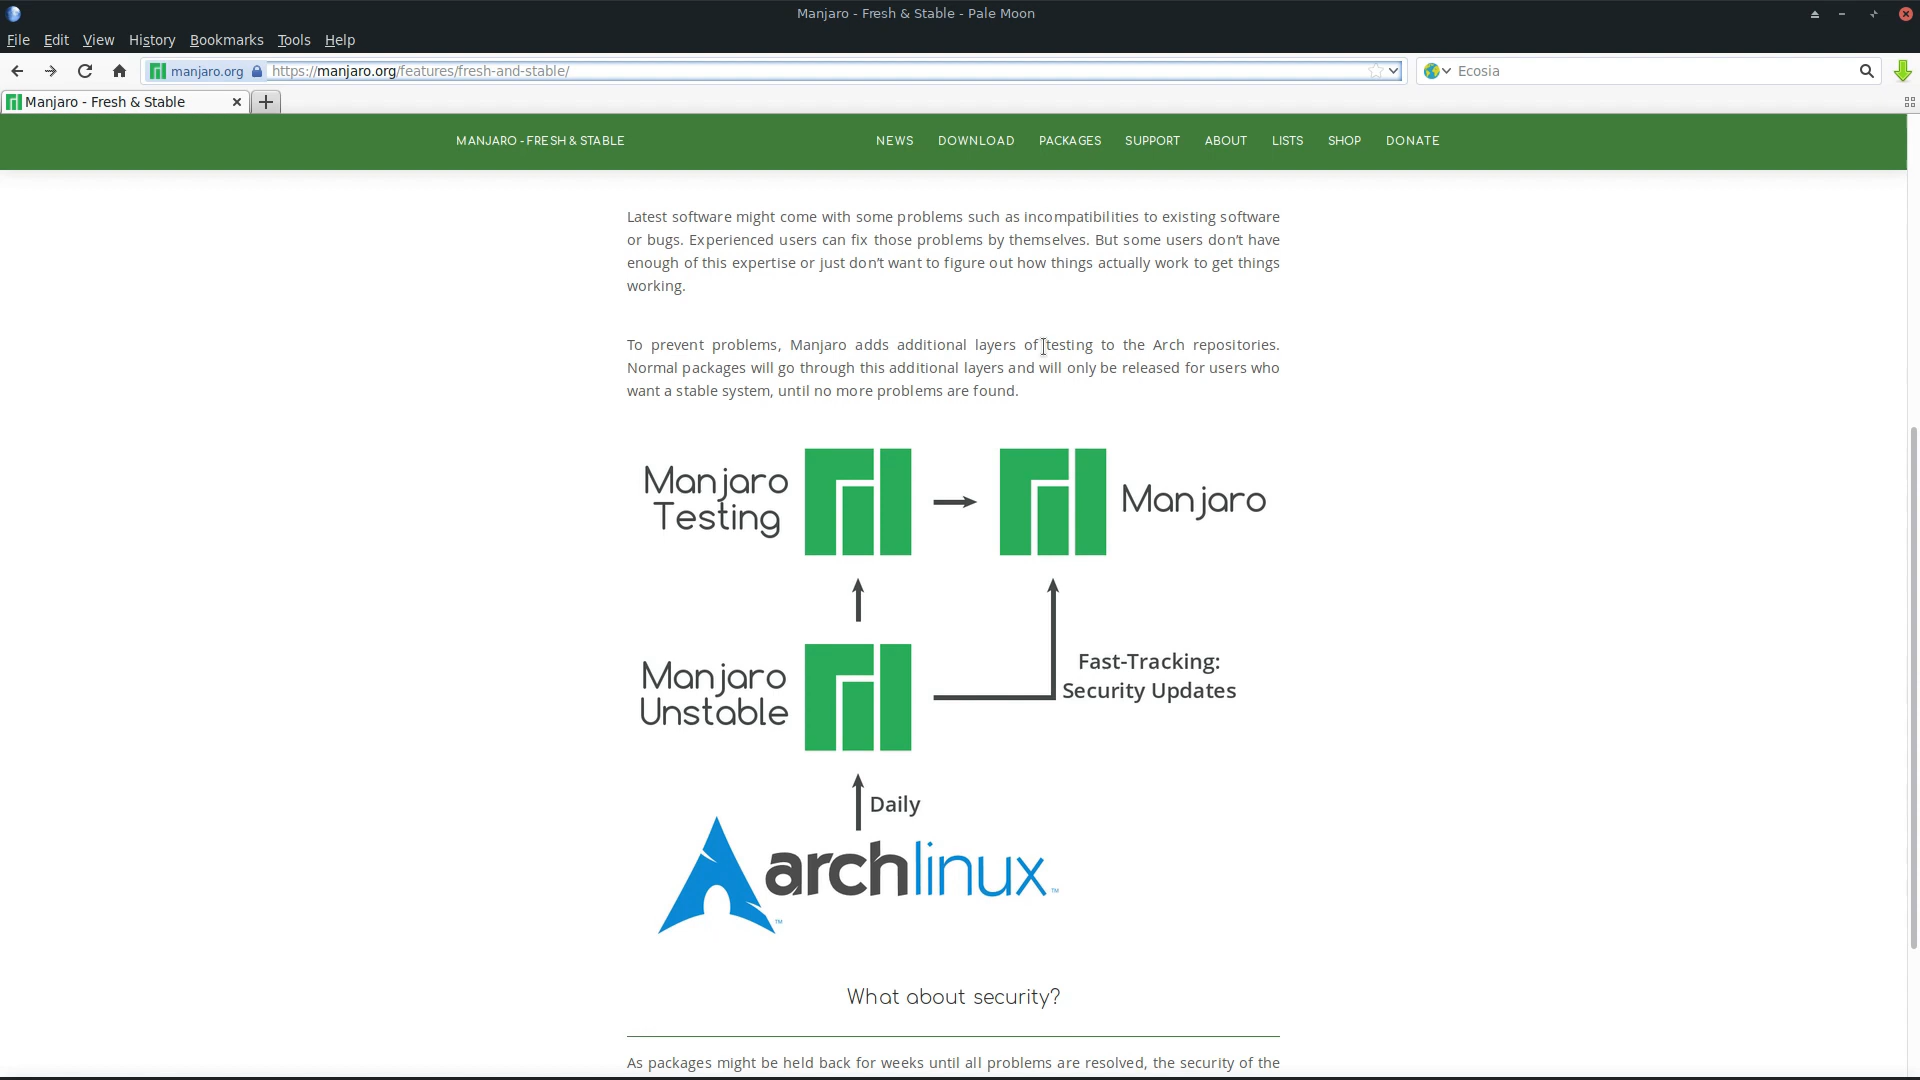 Manjaro - Fresh & Stable - Pale Moon
File Edit View History Bookmarks Tools Help
manjaro.org https://manjaro.org/features/fresh-and-stable/ Ecosia
Manjaro - Fresh & Stable
MANJARO - FRESH & STABLE NEWS DOWNLOAD PACKAGES SUPPORT ABOUT LISTS SHOP DONATE
Latest software might come with some problems such as incompatibilities to existing software
or bugs. Experienced users can fix those problems by themselves. But some users don’t have
enough of this expertise or just don’t want to figure out how things actually work to get things
working.
To prevent problems, Manjaro adds additional layers of testing to the Arch repositories.
Normal packages will go through this additional layers and will only be released for users who
want a stable system, until no more problems are found.
Manjaro
Testing
Manjaro
Manjaro
Unstable
Fast-Tracking:
Security Updates
Daily
archlinux™
™
What about security?
As packages might be held back for weeks until all problems are resolved, the security of the